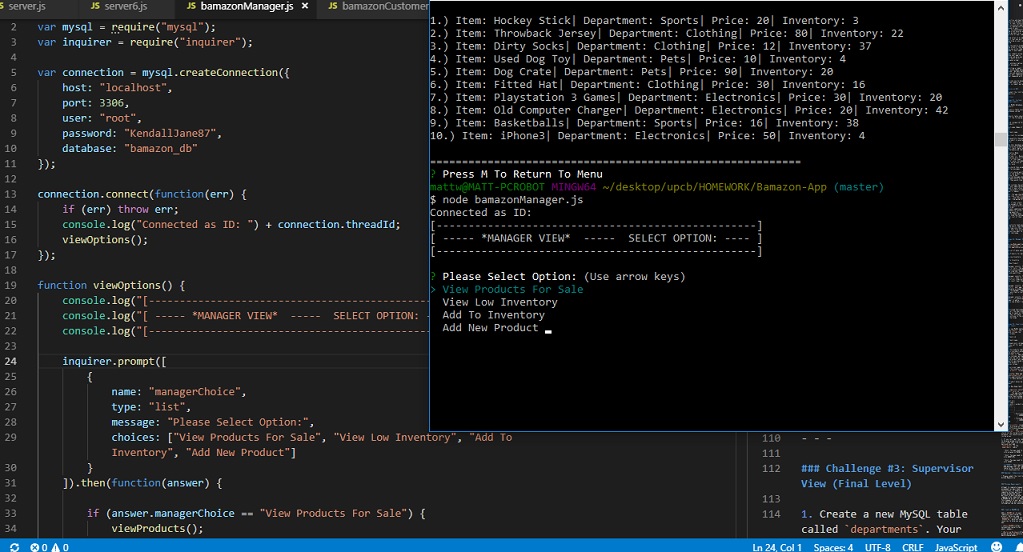 server.js JS server6.js JS bamazonManager.js × JS bamazonCustomer
2 var mysql = require("mysql");
3 var inquirer = require("inquirer");
4
5 var connection = mysql.createConnection({
6 host: "localhost",
7 port: 3306,
8 user: "root",
9 password: "KendallJane87",
10 database: "bamazon_db"
11 });
12
13 connection.connect(function(err) {
14 if (err) throw err;
15 console.log("Connected as ID: ") + connection.threadId;
16 viewOptions();
17 });
18
19 function viewOptions() {
20 console.log("[-----------------------------------------------
21 console.log("[ ----- *MANAGER VIEW* ----- SELECT OPTION: -
22 console.log("[-----------------------------------------------
23
24 inquirer.prompt([
25 {
26 name: "managerChoice",
27 type: "list",
28 message: "Please Select Option:",
29 choices: ["View Products For Sale", "View Low Inventory", "Add To
Inventory", "Add New Product"]
30 }
31 ]).then(function(answer) {
32
33 if (answer.managerChoice == "View Products For Sale") {
34 viewProducts();
1.) Item: Hockey Stick| Department: Sports| Price: 20| Inventory: 3
2.) Item: Throwback Jersey| Department: Clothing| Price: 80| Inventory: 22
3.) Item: Dirty Socks| Department: Clothing| Price: 12| Inventory: 37
4.) Item: Used Dog Toy| Department: Pets| Price: 10| Inventory: 4
5.) Item: Dog Crate| Department: Pets| Price: 90| Inventory: 20
6.) Item: Fitted Hat| Department: Clothing| Price: 30| Inventory: 16
7.) Item: Playstation 3 Games| Department: Electronics| Price: 30| Inventory: 20
8.) Item: Old Computer Charger| Department: Electronics| Price: 20| Inventory: 42
9.) Item: Basketballs| Department: Sports| Price: 16| Inventory: 38
10.) Item: iPhone3| Department: Electronics| Price: 50| Inventory: 4
===========================================================
? Press M To Return To Menu
mattw@MATT-PCROBOT MINGW64 ~/desktop/upcb/HOMEWORK/Bamazon-App (master)
$ node bamazonManager.js
Connected as ID:
[---------------------------------------------------]
[ ----- *MANAGER VIEW* ----- SELECT OPTION: ---- ]
[---------------------------------------------------]
? Please Select Option: (Use arrow keys)
> View Products For Sale
View Low Inventory
Add To Inventory
Add New Product
110 - - -
111
112 ### Challenge #3: Supervisor
View (Final Level)
113
114 1. Create a new MySQL table
called `departments`. Your
0 0 Ln 24, Col 1 Spaces: 4 UTF-8 CRLF JavaScript